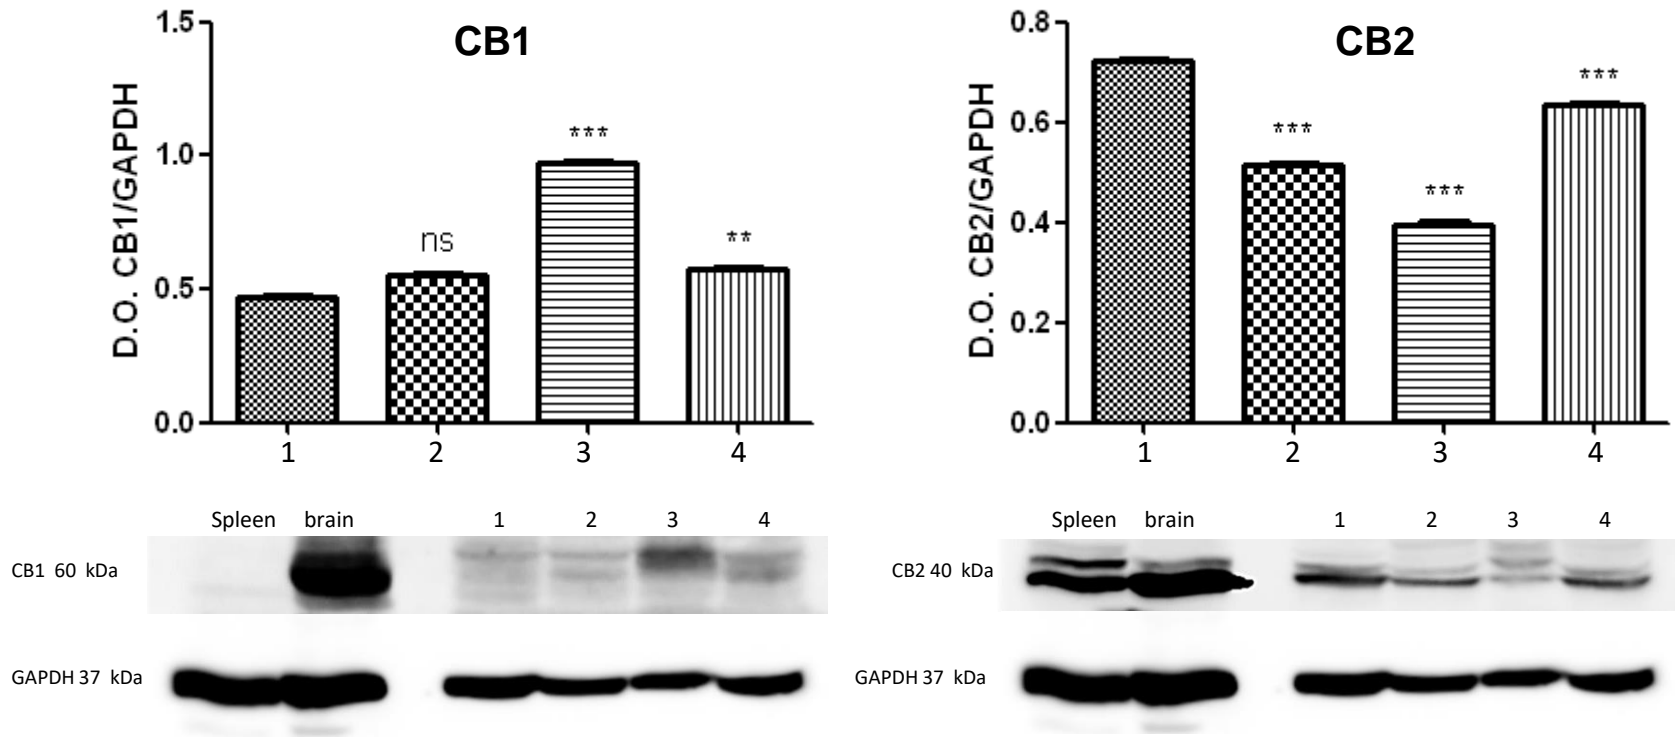 CB1
D.O. CB1/GAPDH
1.5
1.0
0.5
0.0
ns
***
**
1 2 3 4
CB2
D.O. CB2/GAPDH
0.8
0.6
0.4
0.2
0.0
***
***
***
1 2 3 4
Spleen brain 1 2 3 4
CB1 60 kDa
GAPDH 37 kDa
Spleen brain 1 2 3 4
CB2 40 kDa
GAPDH 37 kDa